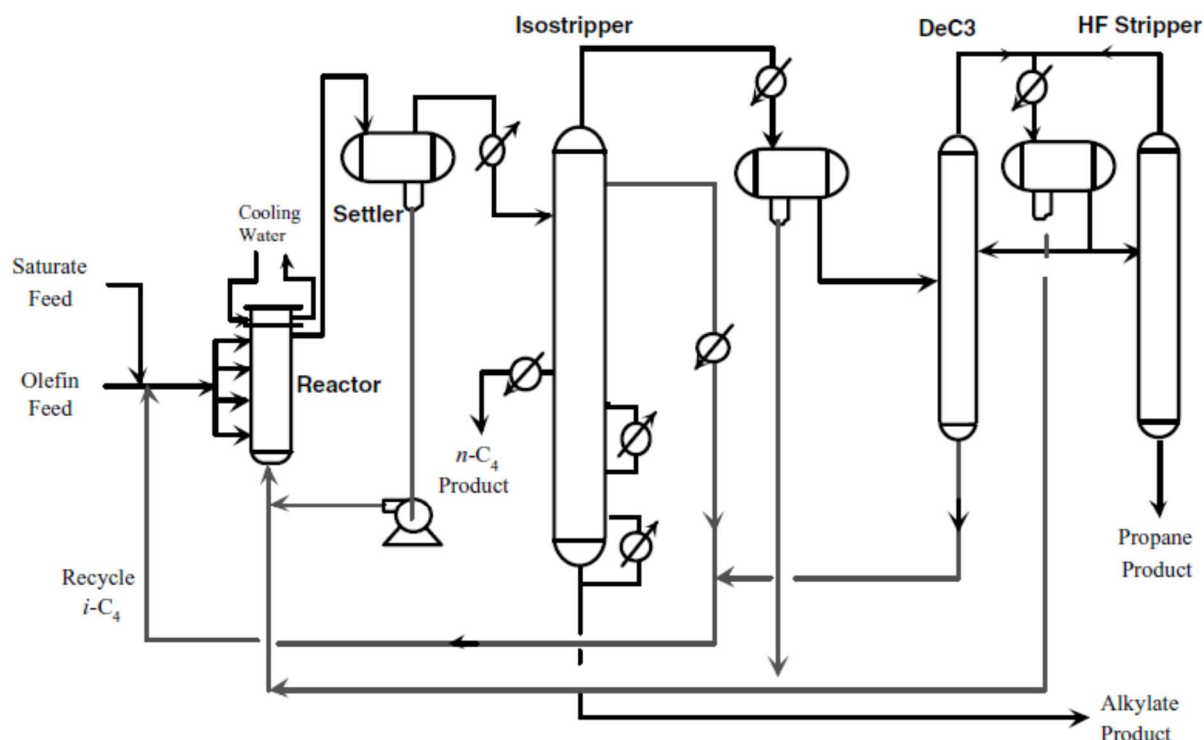 Isostripper
DeC3
HF Stripper
Settler
Cooling
Water
Saturate
Feed
Olefin
Feed
Reactor
n-C₄
Product
Recycle
i-C₄
Propane
Product
Alkylate
Product